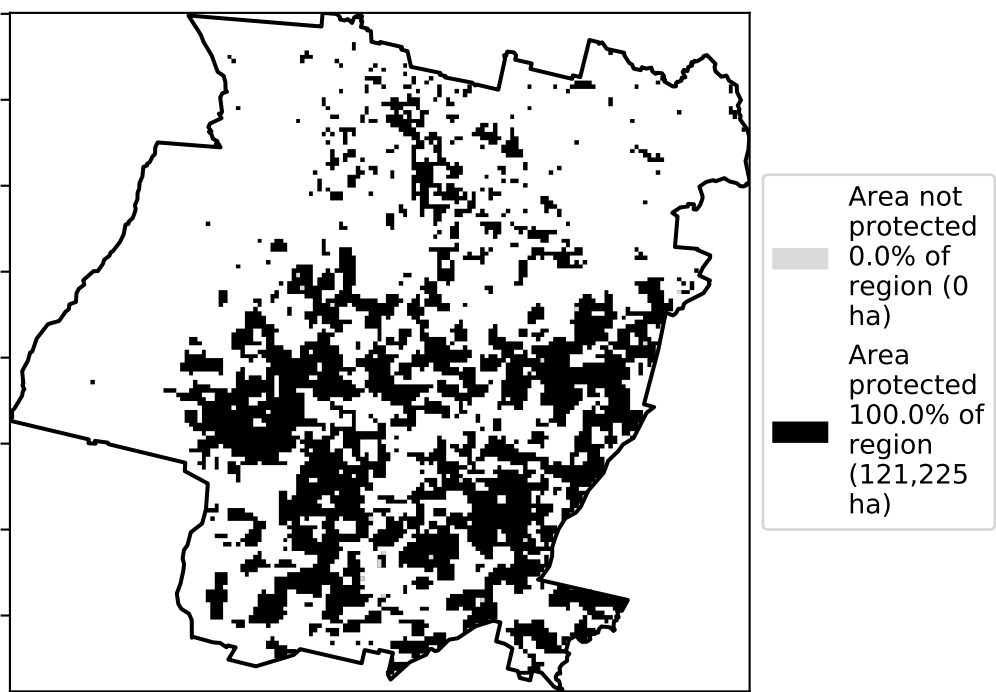 Area not
protected
0.0% of
region (0
ha)
Area
protected
100.0% of
region
(121,225
ha)